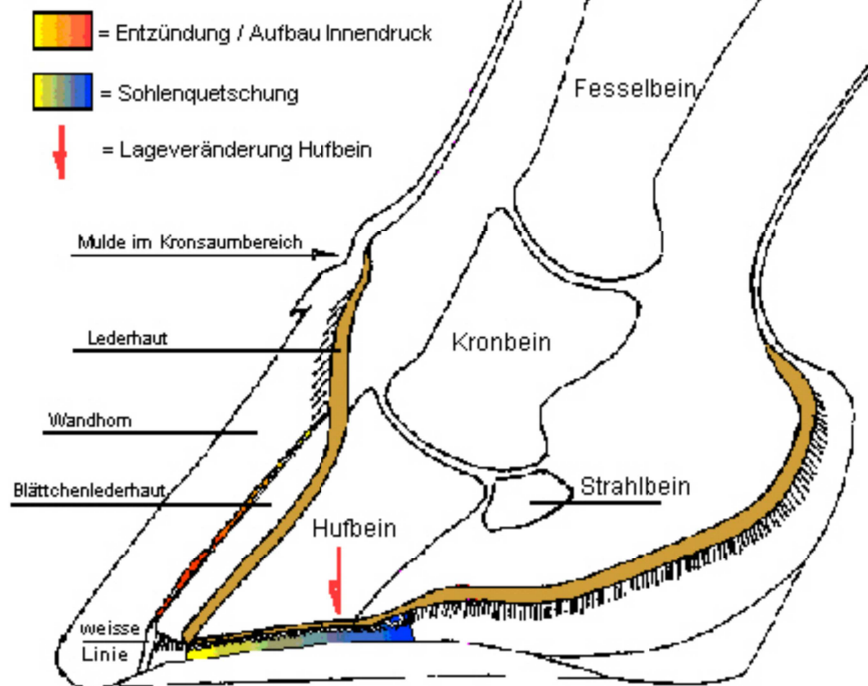 = Entzündung / Aufbau Innendruck
= Sohlenquetschung
= Lageveränderung Hufbein
Fesselbein
Mulde im Kronsaumbereich
Lederhaut
Kronbein
Wandhorn
Blättchenlederhaut
Strahlbein
Hufbein
weisse
Linie